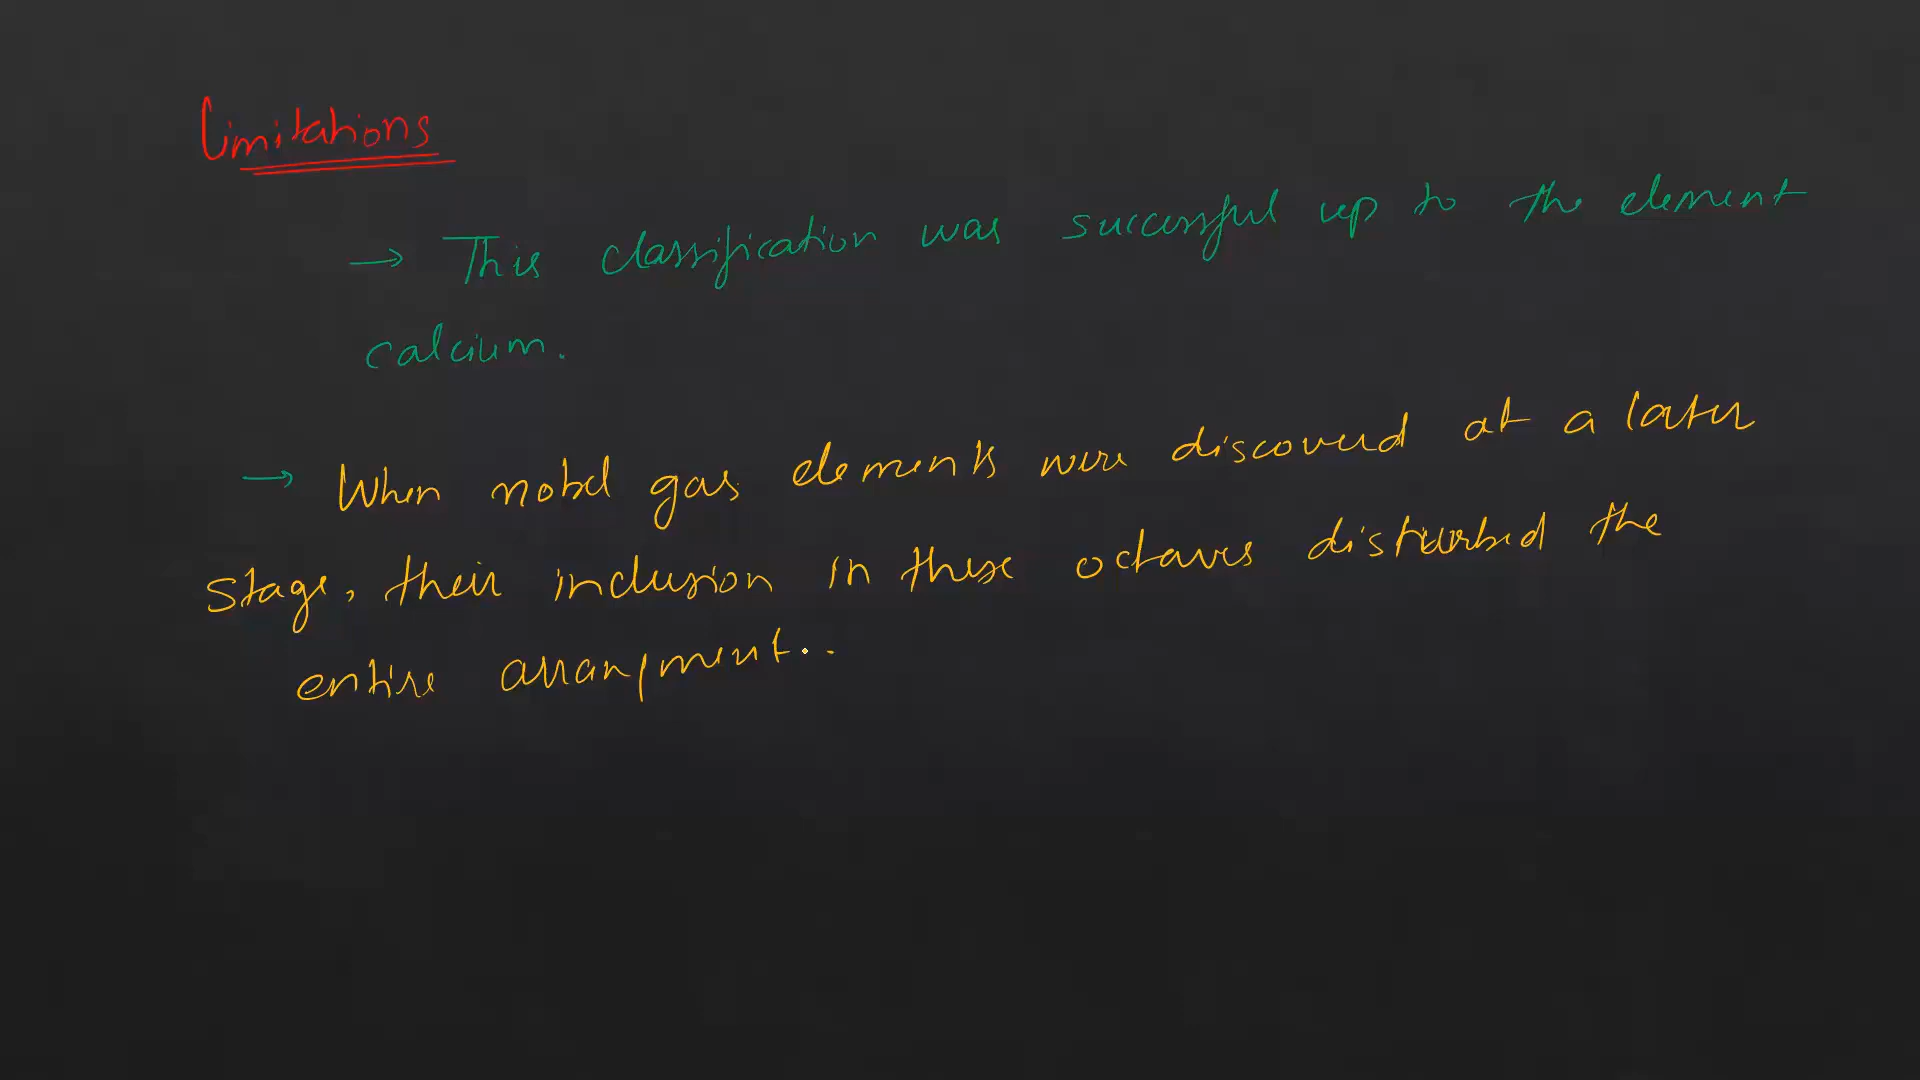 Limitations
→ This classification was successful up to the element
calcium.
→ When nobel gas elements were discovered at a later
stage, their inclusion in these octaves disturbed the
entire arrangment..